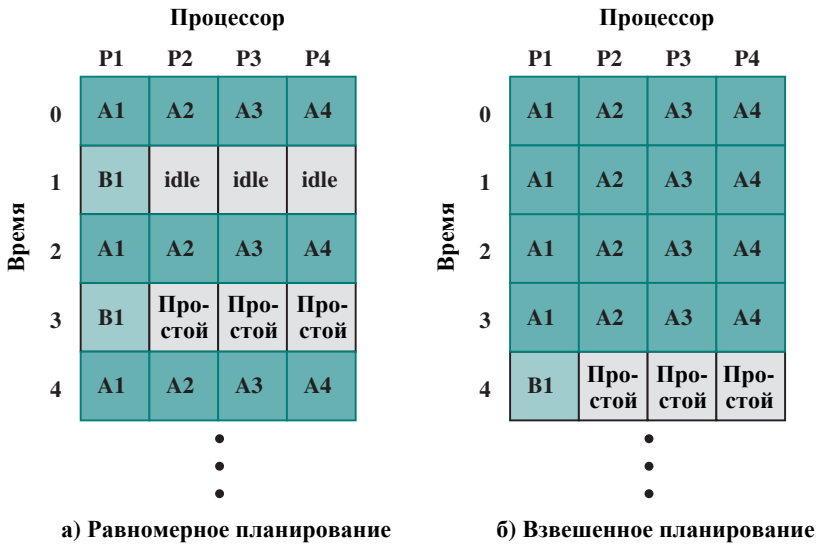 Процессор
P1 P2 P3 P4
Время
0 A1 A2 A3 A4
1 B1 idle idle idle
2 A1 A2 A3 A4
3 B1 Про- Про- Про-
стой стой стой
4 A1 A2 A3 A4
а) Равномерное планирование
Процессор
P1 P2 P3 P4
Время
0 A1 A2 A3 A4
1 A1 A2 A3 A4
2 A1 A2 A3 A4
3 A1 A2 A3 A4
4 B1 Про- Про- Про-
стой стой стой
б) Взвешенное планирование